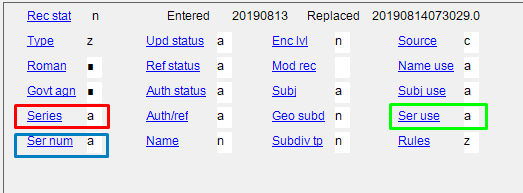 Rec stat n Entered 20190813 Replaced 20190814073029.0
Type z Upd status a Enc lvl n Source c
Roman ∎ Ref status a Mod rec Name use a
Govt agn ∎ Auth status a Subj a Subj use a
Series a Auth/ref a Geo subd n Ser use a
Ser num a Name n Subdiv tp n Rules z